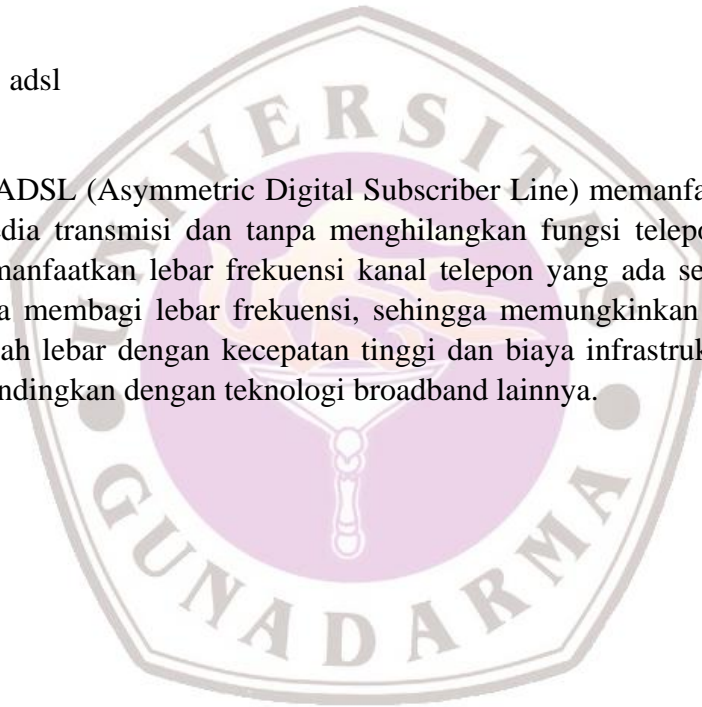 adsl
ADSL (Asymmetric Digital Subscriber Line) memanfa
edia transmisi dan tanpa menghilangkan fungsi telepo
manfaatkan lebar frekuensi kanal telepon yang ada se
a membagi lebar frekuensi, sehingga memungkinkan
ah lebar dengan kecepatan tinggi dan biaya infrastruk
ndingkan dengan teknologi broadband lainnya.
UNIVERSITAS
GUNADARMA